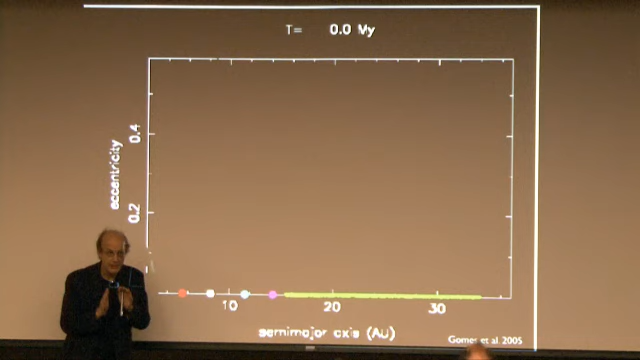 T= 0.0 My
eccentricity
0.4
0.2
10
20
30
semimajor axis (AU)
Gomes et al. 2005